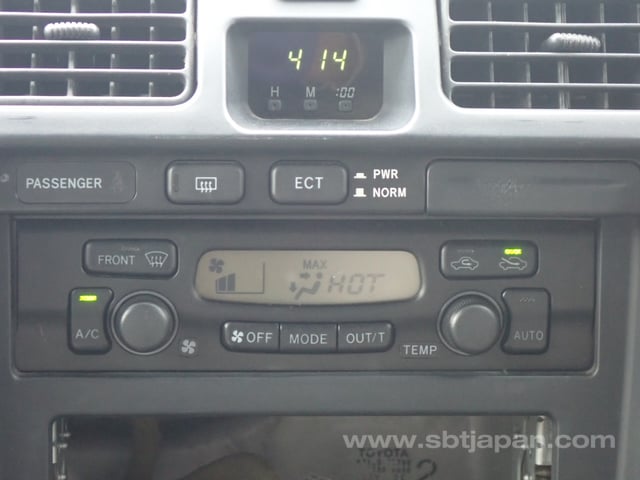 4 14
H M :00
PASSENGER
ECT
PWR
NORM
FRONT
MAX
HOT
A/C
OFF
MODE
OUT/T
TEMP
AUTO
www.sbtjapan.com
TOYOTA
2